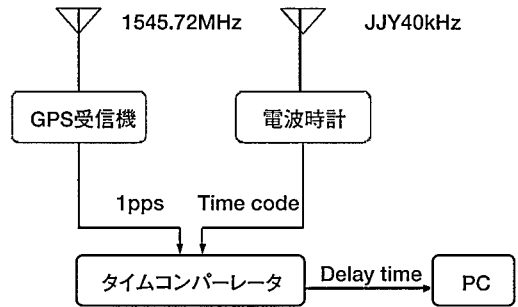 1545.72MHz
JJY40kHz
GPS受信機
電波時計
1pps
Time code
タイムコンパーレータ
Delay time
PC